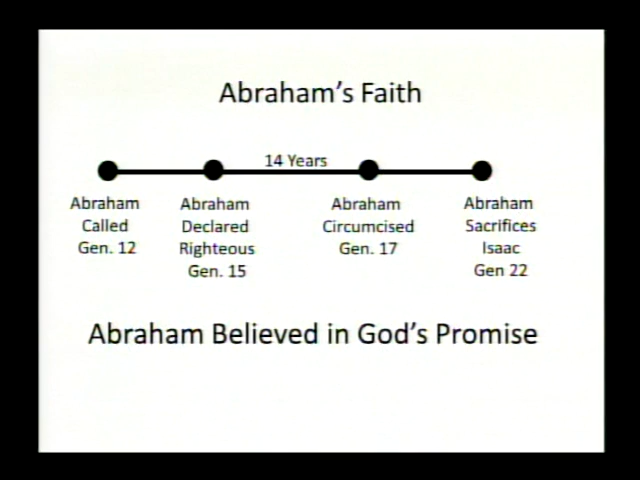 Abraham's Faith
14 Years
Abraham
Called
Gen. 12
Abraham
Declared
Righteous
Gen. 15
Abraham
Circumcised
Gen. 17
Abraham
Sacrifices
Isaac
Gen 22
Abraham Believed in God's Promise